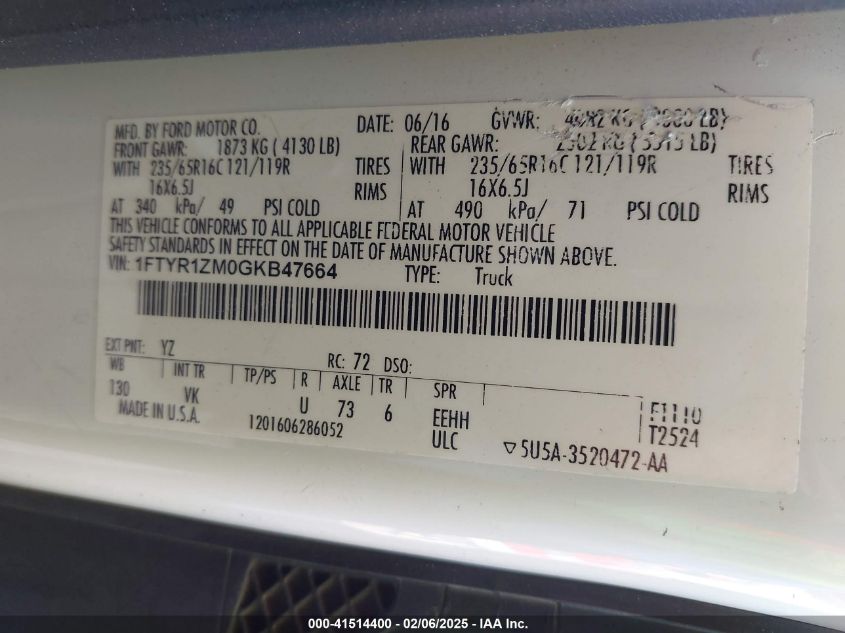 MFD. BY FORD MOTOR CO. DATE: 06/16 GVWR:
FRONT GAWR: 1873 KG ( 4130 LB) REAR GAWR: LB)
WITH 235/65R16C 121/119R TIRES WITH 235/65R16C 121/119R TIRES
16X6.5J RIMS 16X6.5J RIMS
AT 340 kPa/ 49 PSI COLD AT 490 kPa/ 71 PSI COLD
THIS VEHICLE CONFORMS TO ALL APPLICABLE FEDERAL MOTOR VEHICLE
SAFETY STANDARDS IN EFFECT ON THE DATE OF MANUFACTURE SHOWN ABOVE.
VIN: 1FTYR1ZM0GKB47664 TYPE: Truck
EXT PNT: YZ RC: 72 DSO:
WB INT TR TP/PS R AXLE TR SPR
130 VK U 73 6 EEHH F1110
MADE IN U.S.A. 1201606286052 ULC T2524
5U5A-3520472-AA
000-41514400 - 02/06/2025 - IAA Inc.